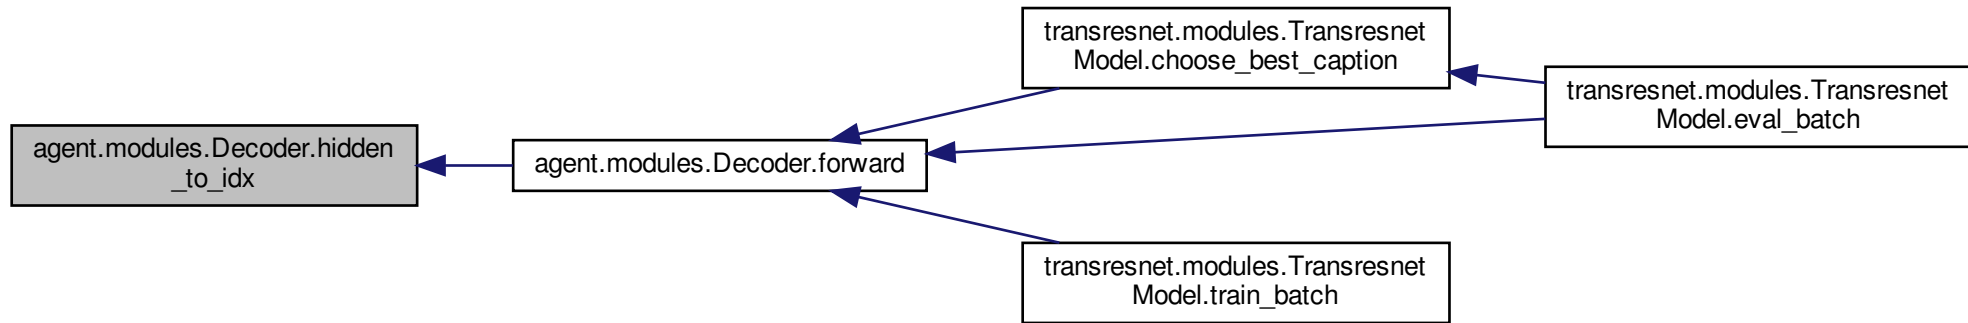 agent.modules.Decoder.hidden
_to_idx
agent.modules.Decoder.forward
transresnet.modules.Transresnet
Model.choose_best_caption
transresnet.modules.Transresnet
Model.eval_batch
transresnet.modules.Transresnet
Model.train_batch